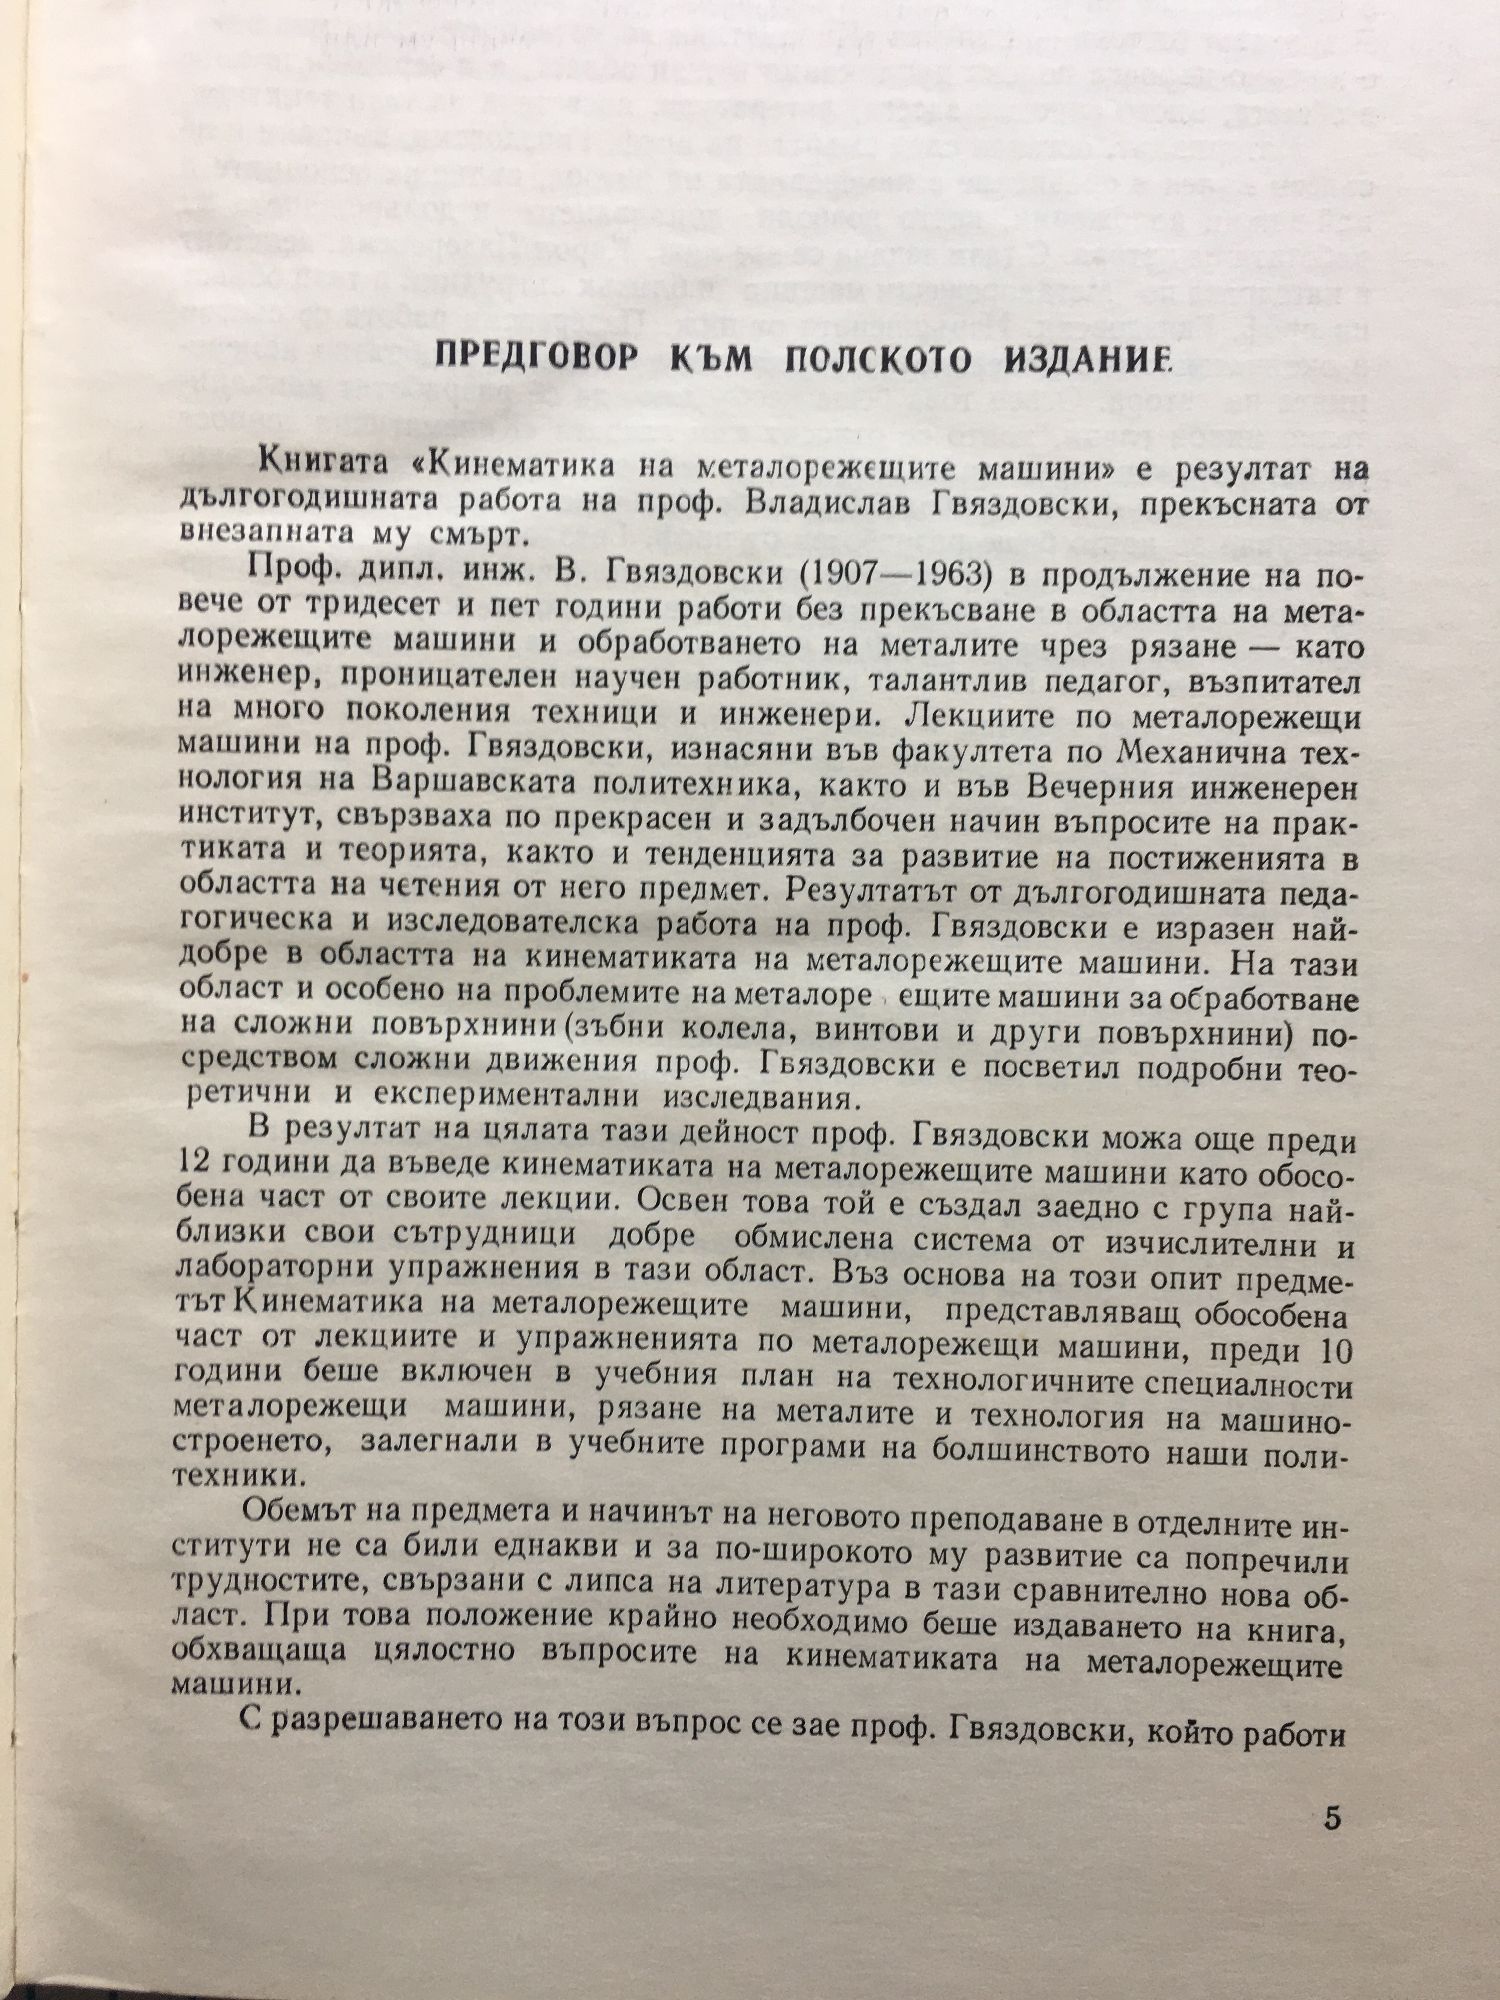 ПРЕДГОВОР КЪМ ПОЛСКОТО ИЗДАНИЕ
Книгата «Кинематика на металорежещите машини» е резултат на
дългогодишната работа на проф. Владислав Гвяздовски, прекъсната от
внезапната му смърт.
Проф. дипл. инж. В. Гвяздовски (1907—1963) в продължение на по-
вече от тридесет и пет години работи без прекъсване в областта на мета-
лорежещите машини и обработването на металите чрез рязане — като
инженер, проницателен научен работник, талантлив педагог, възпитател
на много поколения техници и инженери. Лекциите по металорежещи
машини на проф. Гвяздовски, изнасяни във факултета по Механична тех-
нология на Варшавската политехника, както и във Вечерния инженерен
институт, свързваха по прекрасен и задълбочен начин въпросите на прак-
тиката и теорията, както и тенденцията за развитие на постиженията в
областта на четения от него предмет. Резултатът от дългогодишната педа-
гогическа и изследователска работа на проф. Гвяздовски е изразен най-
добре в областта на кинематиката на металорежещите машини. На тази
област и особено на проблемите на металоре ещите машини за обработване
на сложни повърхнини (зъбни колела, винтови и други повърхнини) по-
средством сложни движения проф. Гвяздовски е посветил подробни тео-
ретични и експериментални изследвания.
В резултат на цялата тази дейност проф. Гвяздовски можа още преди
12 години да въведе кинематиката на металорежещите машини като обосо-
бена част от своите лекции. Освен това той е създал заедно с група най-
близки свои сътрудници добре обмислена система от изчислителни и
лабораторни упражнения в тази област. Въз основа на този опит предме-
тът Кинематика на металорежещите машини, представляващ обособена
част от лекциите и упражненията по металорежещи машини, преди 10
години беше включен в учебния план на технологичните специалности
металорежещи машини, рязане на металите и технология на машино-
строенето, залегнали в учебните програми на болшинството наши поли-
техники.
Обемът на предмета и начинът на неговото преподаване в отделните ин-
ститути не са били еднакви и за по-широкото му развитие са попречили
трудностите, свързани с липса на литература в тази сравнително нова об-
ласт. При това положение крайно необходимо беше издаването на книга,
обхващаща цялостно въпросите на кинематиката на металорежещите
машини.
С разрешаването на този въпрос се зае проф. Гвяздовски, който работи
5